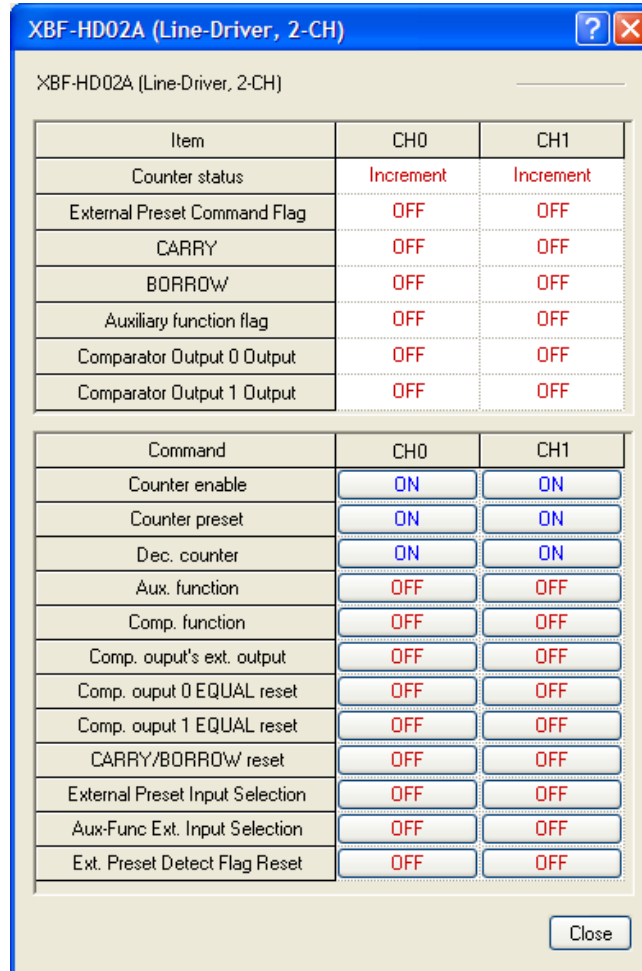 XBF-HD02A (Line-Driver, 2-CH)
XBF-HD02A (Line-Driver, 2-CH)
Item CH0 CH1
Counter status Increment Increment
External Preset Command Flag OFF OFF
CARRY OFF OFF
BORROW OFF OFF
Auxiliary function flag OFF OFF
Comparator Output 0 Output OFF OFF
Comparator Output 1 Output OFF OFF
Command CH0 CH1
Counter enable ON ON
Counter preset ON ON
Dec. counter ON ON
Aux. function OFF OFF
Comp. function OFF OFF
Comp. ouput's ext. output OFF OFF
Comp. ouput 0 EQUAL reset OFF OFF
Comp. ouput 1 EQUAL reset OFF OFF
CARRY/BORROW reset OFF OFF
External Preset Input Selection OFF OFF
Aux-Func Ext. Input Selection OFF OFF
Ext. Preset Detect Flag Reset OFF OFF
Close